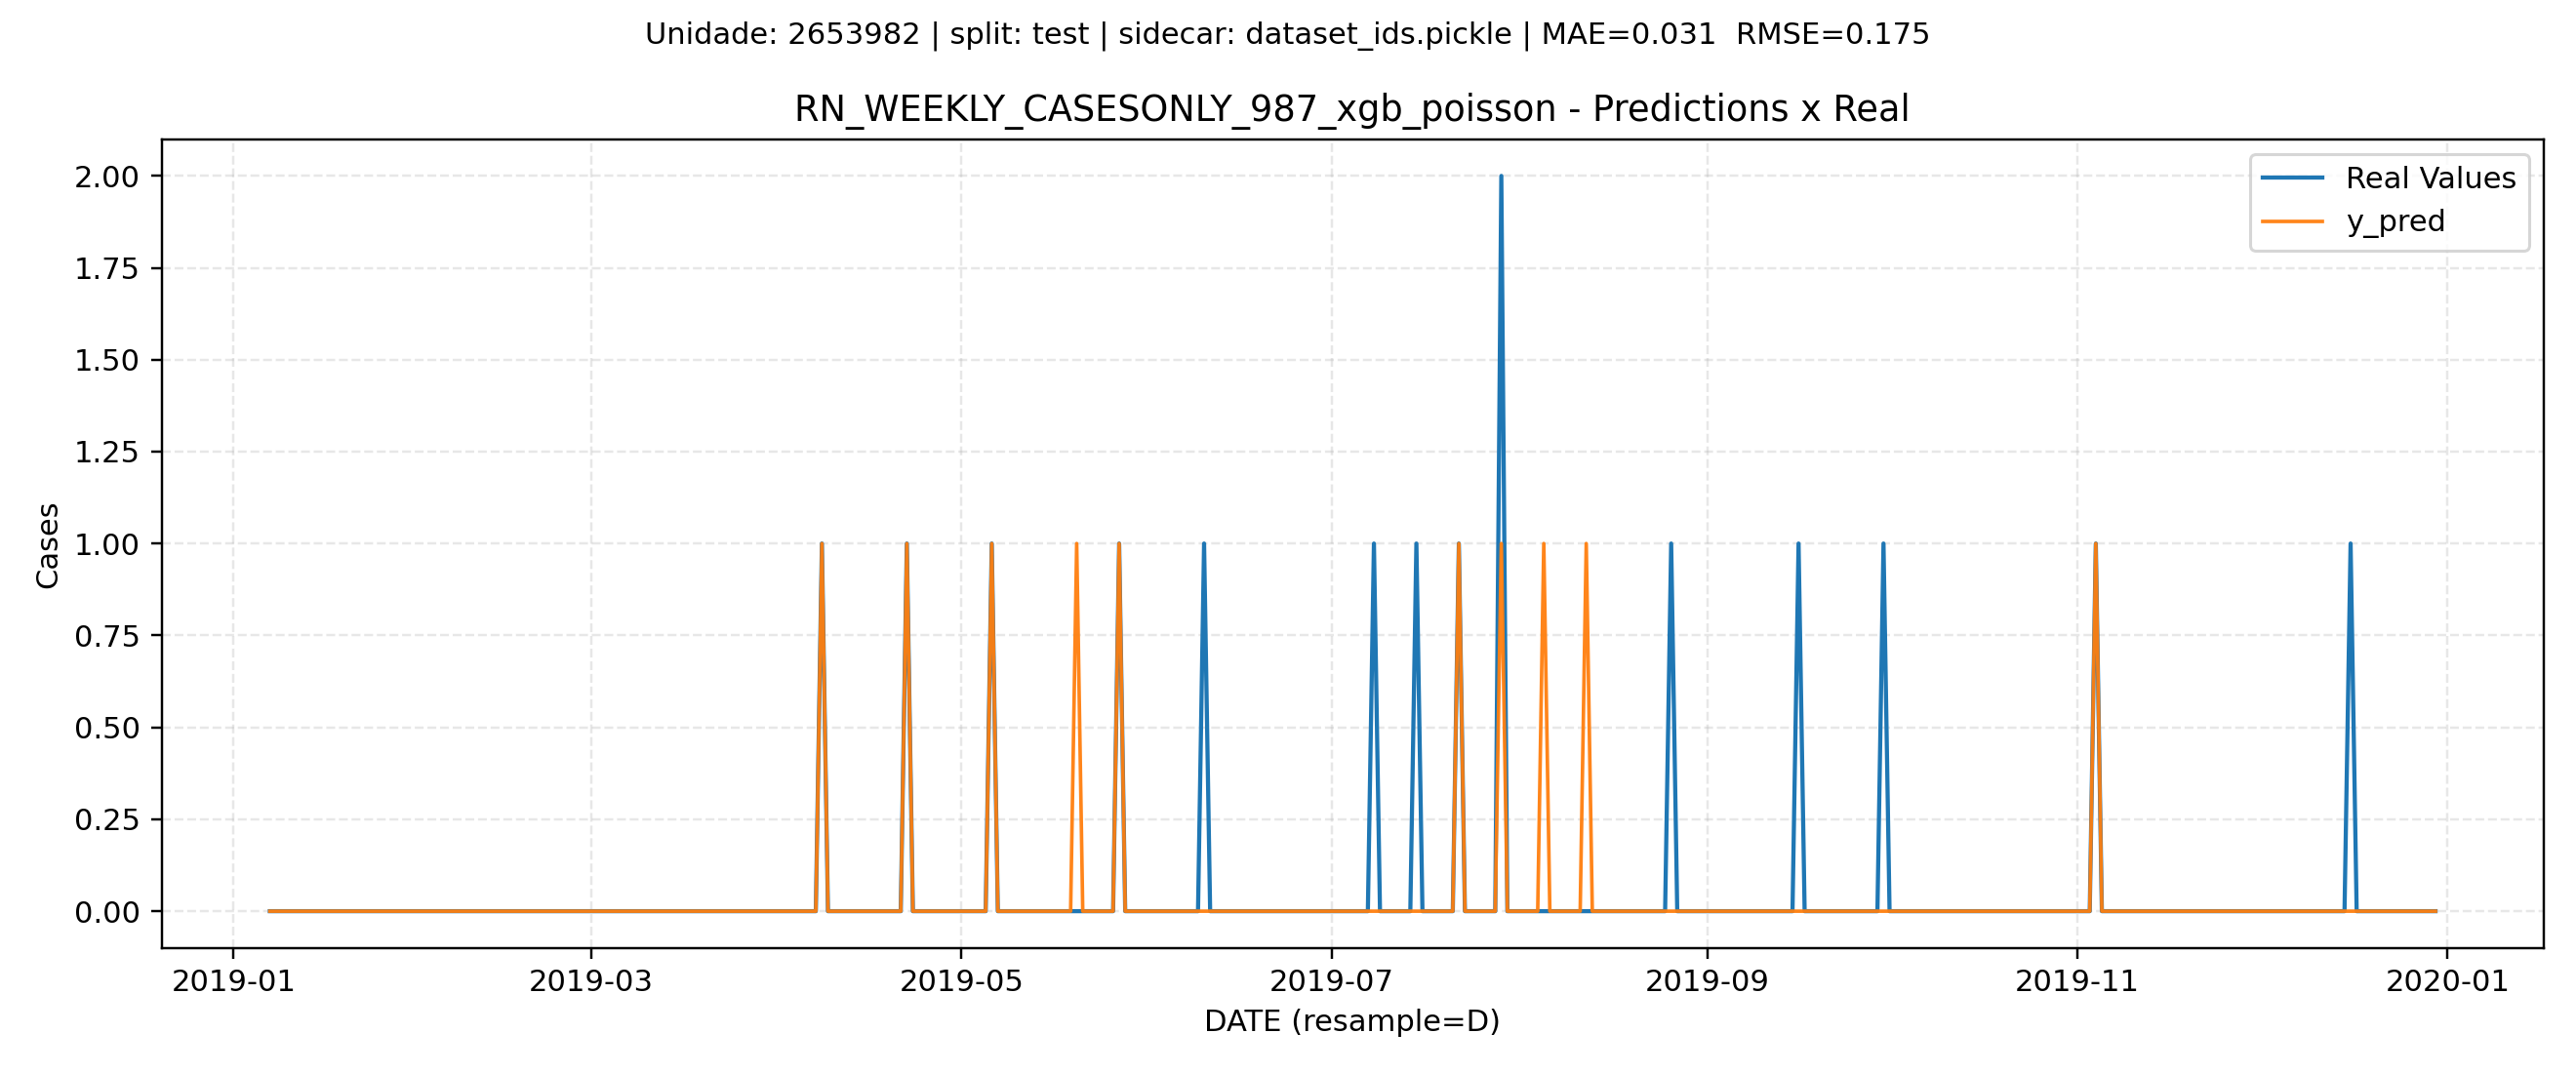 Unidade: 2653982 | split: test | sidecar: dataset_ids.pickle | MAE=0.031  RMSE=0.175
RN_WEEKLY_CASESONLY_987_xgb_poisson - Predictions x Real
Real Values
y_pred
Cases
2.00
1.75
1.50
1.25
1.00
0.75
0.50
0.25
0.00
2019-01 2019-03 2019-05 2019-07 2019-09 2019-11 2020-01
DATE (resample=D)